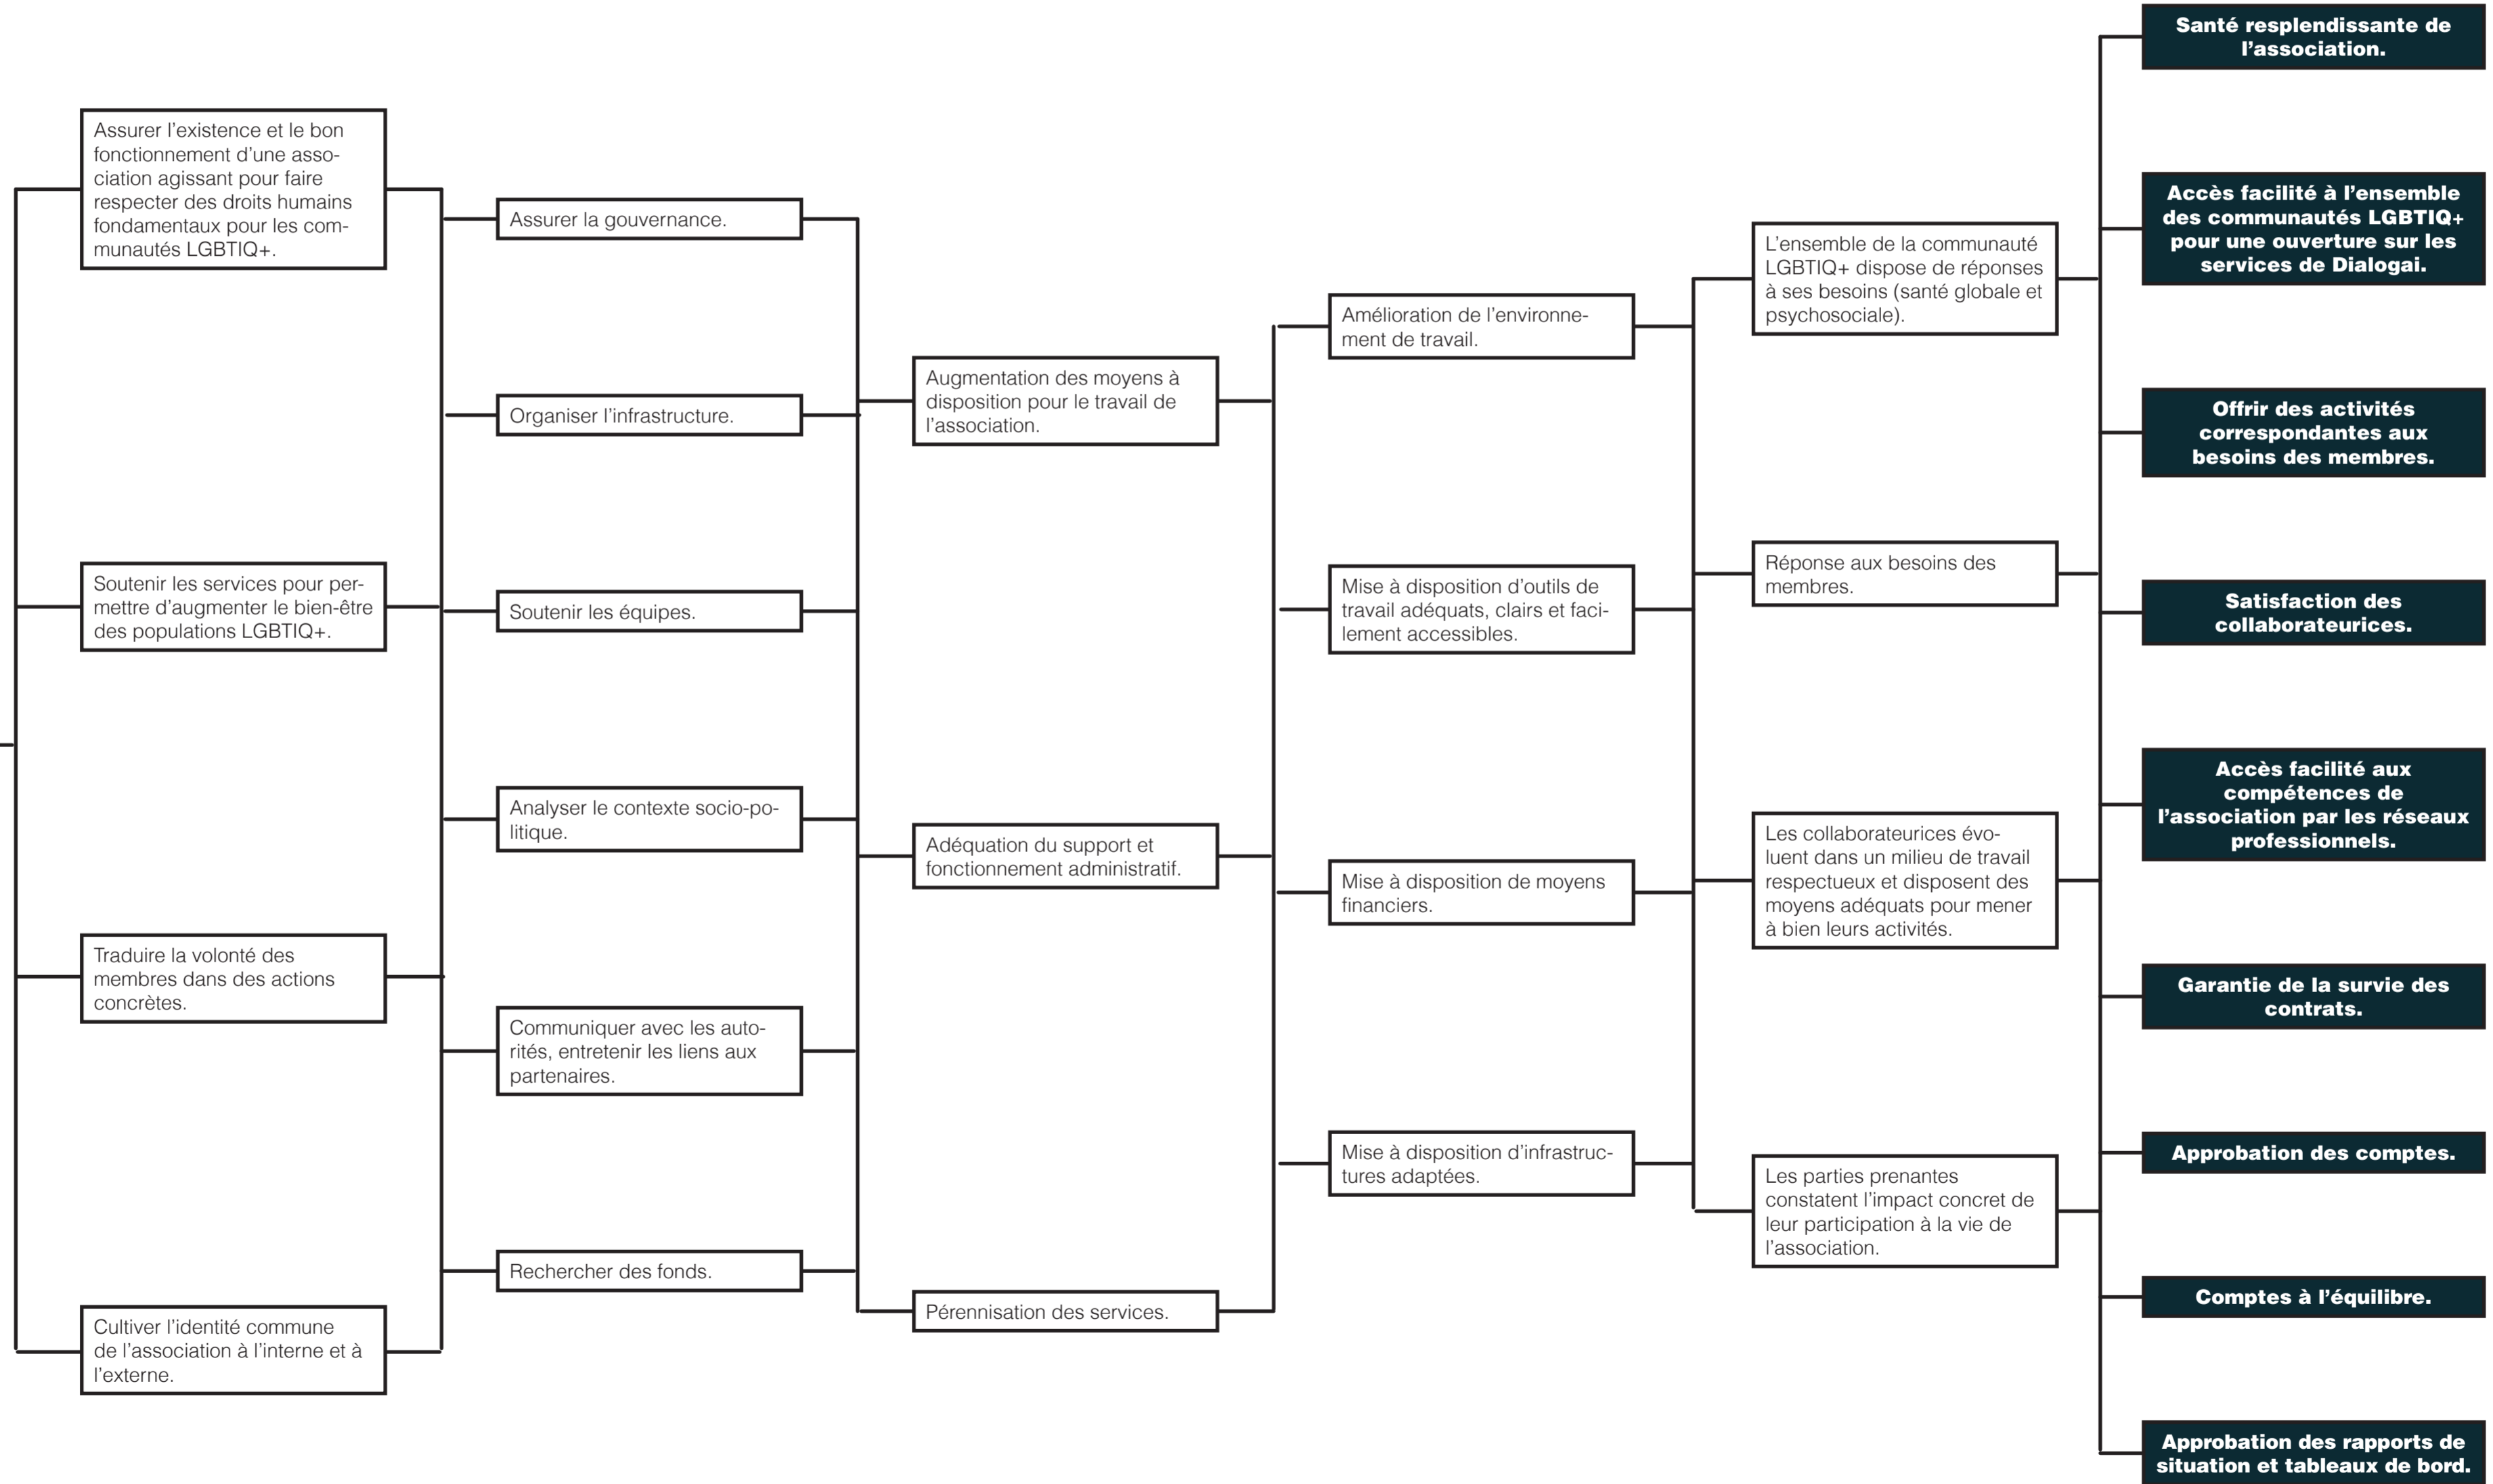 Assurer l'existence et le bon
fonctionnement d'une asso-
ciation agissant pour faire
respecter des droits humains
fondamentaux pour les com-
munautés LGBTIQ+.
Soutenir les services pour per-
mettre d'augmenter le bien-être
des populations LGBTIQ+.
Traduire la volonté des
membres dans des actions
concrètes.
Cultiver l'identité commune
de l'association à l'interne et à
l'externe.
Assurer la gouvernance.
Organiser l'infrastructure.
Soutenir les équipes.
Analyser le contexte socio-po-
litique.
Communiquer avec les auto-
rités, entretenir les liens aux
partenaires.
Rechercher des fonds.
Augmentation des moyens à
disposition pour le travail de
l'association.
Adéquation du support et
fonctionnement administratif.
Pérennisation des services.
Amélioration de l'environne-
ment de travail.
Mise à disposition d'outils de
travail adéquats, clairs et faci-
lement accessibles.
Mise à disposition de moyens
financiers.
Mise à disposition d'infrastruc-
tures adaptées.
L'ensemble de la communauté
LGBTIQ+ dispose de réponses
à ses besoins (santé globale et
psychosociale).
Réponse aux besoins des
membres.
Les collaborateurices évo-
luent dans un milieu de travail
respectueux et disposent des
moyens adéquats pour mener
à bien leurs activités.
Les parties prenantes
constatent l'impact concret de
leur participation à la vie de
l'association.
Santé resplendissante de
l'association.
Accès facilité à l'ensemble
des communautés LGBTIQ+
pour une ouverture sur les
services de Dialogai.
Offrir des activités
correspondantes aux
besoins des membres.
Satisfaction des
collaborateurices.
Accès facilité aux
compétences de
l'association par les réseaux
professionnels.
Garantie de la survie des
contrats.
Approbation des comptes.
Comptes à l'équilibre.
Approbation des rapports de
situation et tableaux de bord.